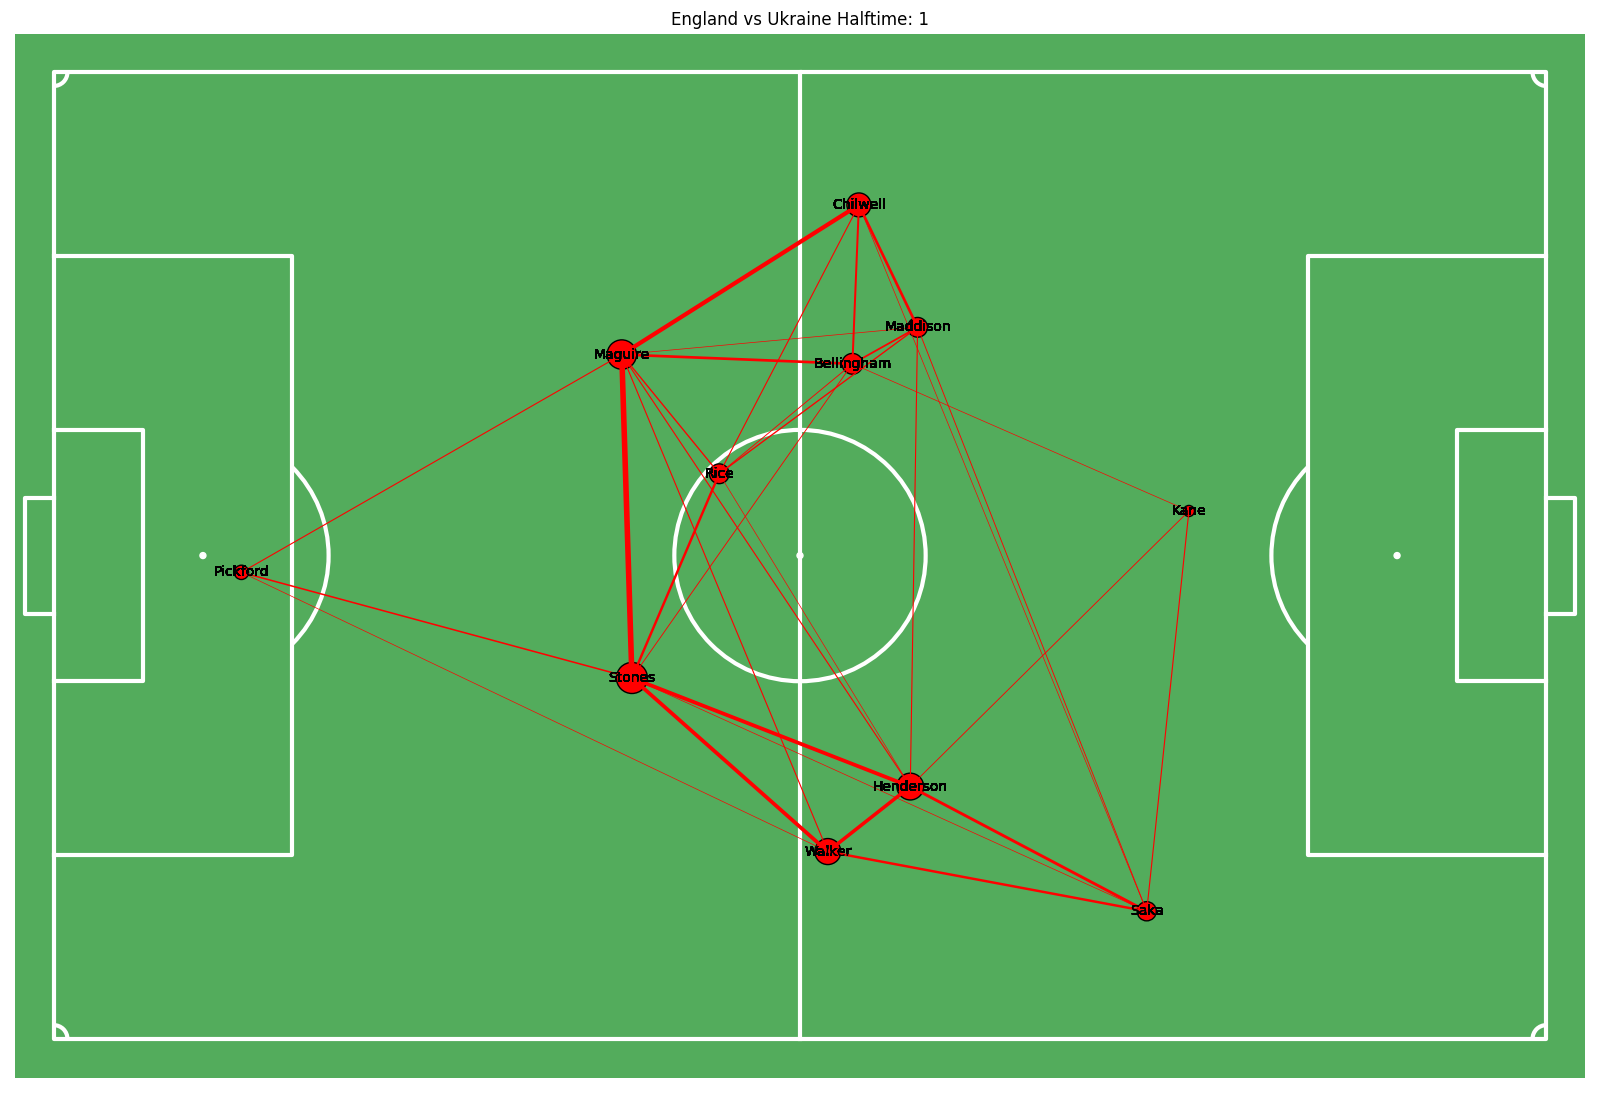 England vs Ukraine Halftime: 1
Chilwell
Maddison
Maguire
Bellingham
Rice
Kane
Pickford
Stones
Henderson
Walker
Saka